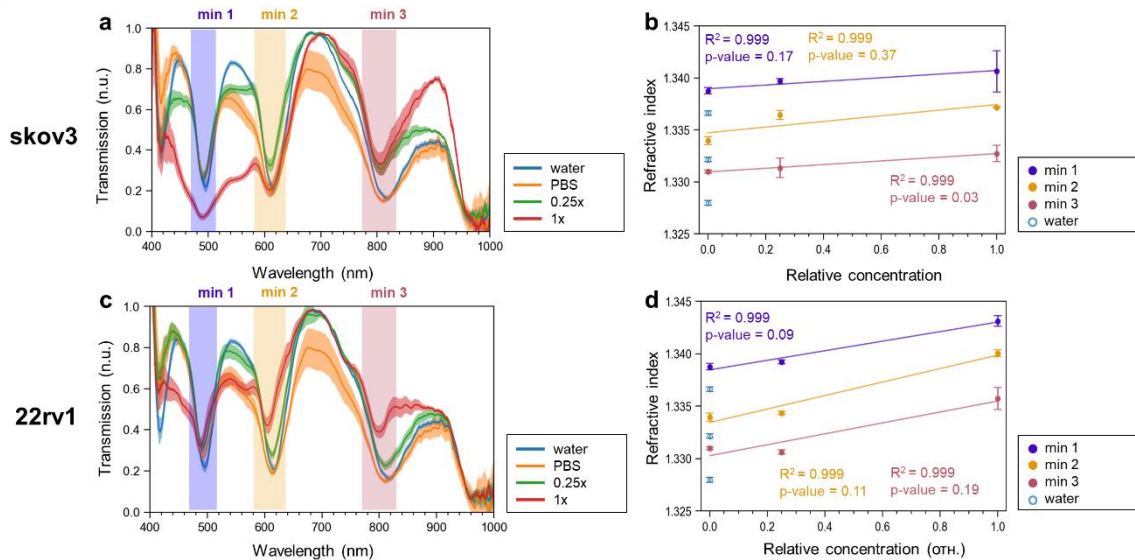 skov3
a
min 1 min 2 min 3
Transmission (n.u.)
1.0
0.8
0.6
0.4
0.2
0.0
400 500 600 700 800 900 1000
Wavelength (nm)
water
PBS
0.25x
1x
b
R² = 0.999
p-value = 0.17
R² = 0.999
p-value = 0.37
R² = 0.999
p-value = 0.03
Refractive index
1.345
1.340
1.335
1.330
1.325
0.0 0.2 0.4 0.6 0.8 1.0
Relative concentration
min 1
min 2
min 3
water
22rv1
c
min 1 min 2 min 3
Transmission (n.u.)
1.0
0.8
0.6
0.4
0.2
0.0
400 500 600 700 800 900 1000
Wavelength (nm)
water
PBS
0.25x
1x
d
R² = 0.999
p-value = 0.09
R² = 0.999
p-value = 0.11
R² = 0.999
p-value = 0.19
Refractive index
1.345
1.340
1.335
1.330
1.325
0.0 0.2 0.4 0.6 0.8 1.0
Relative concentration (отн.)
min 1
min 2
min 3
water